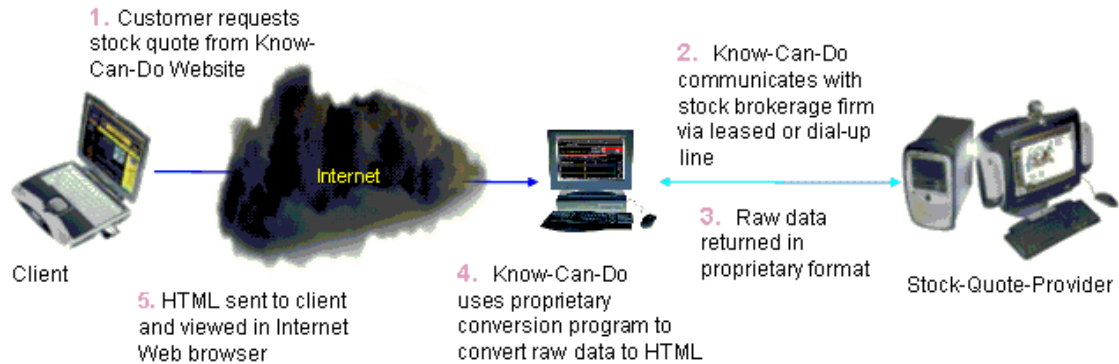 1. Customer requests
stock quote from Know-
Can-Do Website
2. Know-Can-Do
communicates with
stock brokerage firm
via leased or dial-up
line
Internet
3. Raw data
returned in
proprietary format
Client
Stock-Quote-Provider
4. Know-Can-Do
uses proprietary
conversion program to
convert raw data to HTML
5. HTML sent to client
and viewed in Internet
Web browser